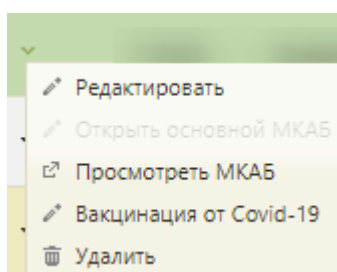 Редактировать
Открыть основной МКАБ
Просмотреть МКАБ
Вакцинация от Covid-19
Удалить